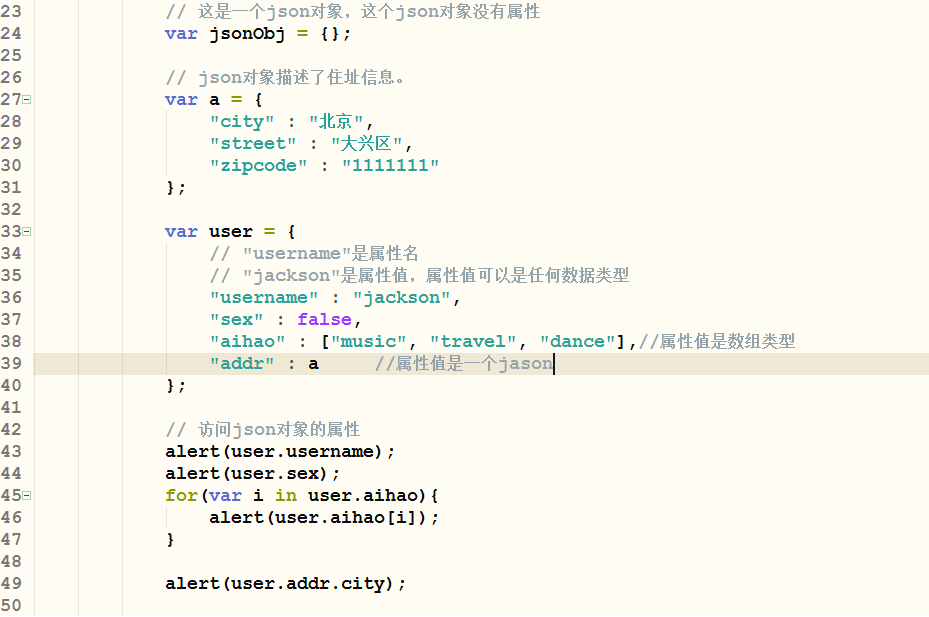 23 // 这是一个json对象，这个json对象没有属性
24 var jsonObj = {};
25
26 // json对象描述了住址信息。
27 var a = {
28 "city" : "北京",
29 "street" : "大兴区",
30 "zipcode" : "1111111"
31 };
32
33 var user = {
34 // "username"是属性名
35 // "jackson"是属性值，属性值可以是任何数据类型
36 "username" : "jackson",
37 "sex" : false,
38 "aihao" : ["music", "travel", "dance"],//属性值是数组类型
39 "addr" : a //属性值是一个jason
40 };
41
42 // 访问json对象的属性
43 alert(user.username);
44 alert(user.sex);
45 for(var i in user.aihao){
46 alert(user.aihao[i]);
47 }
48
49 alert(user.addr.city);
50